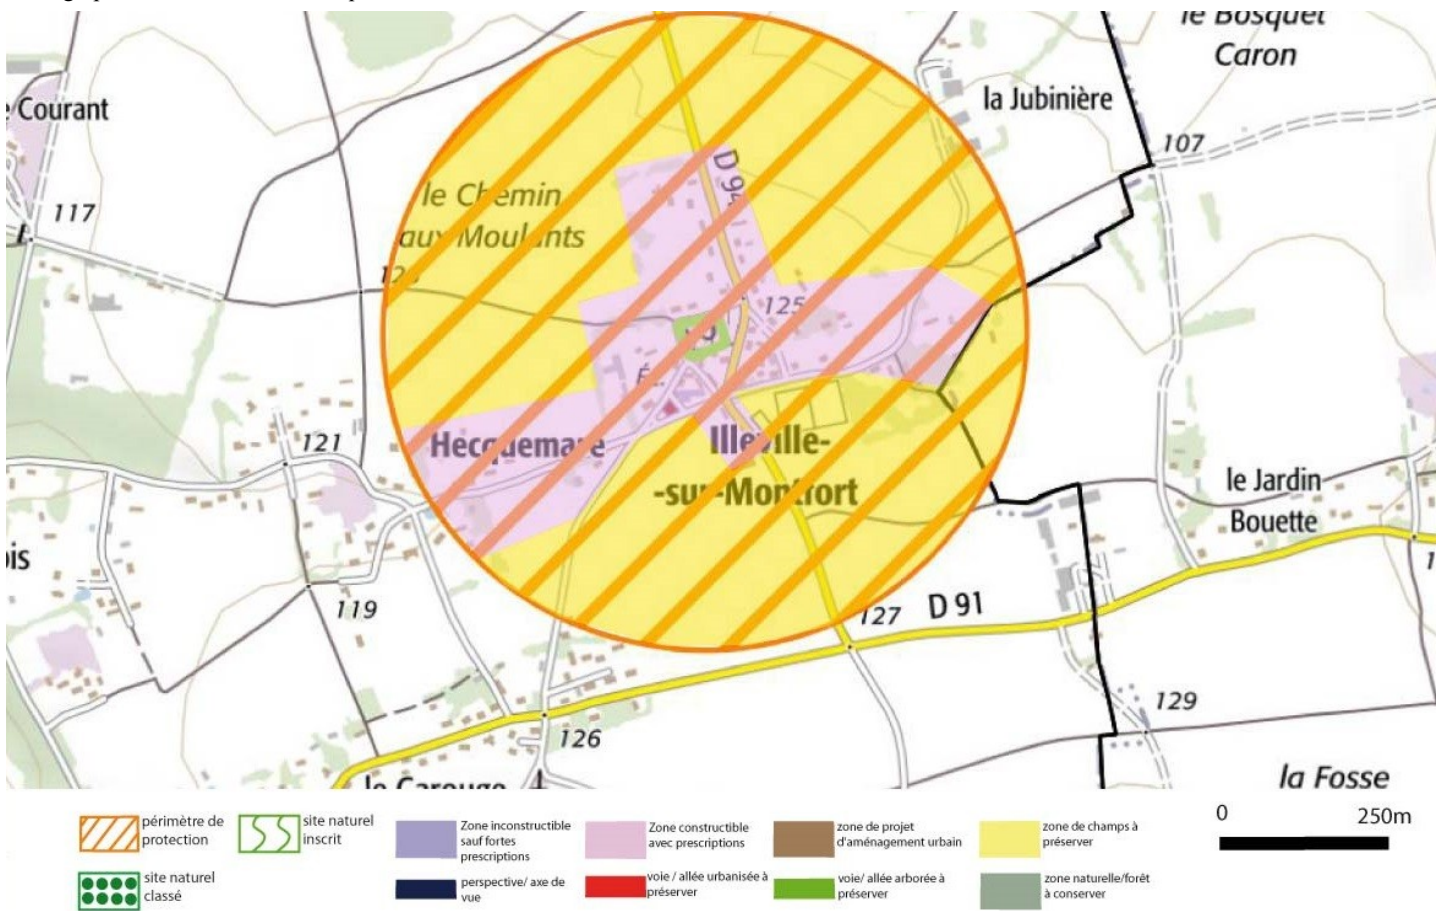 le Bosquet
Caron
la Jubinière
Courant
107
D 94
le Chemin
aux Moulants
117
125
Hecquemare
Illeville-
-sur-Montfort
121
le Jardin
Bouette
119
127
D 91
129
126
le Carouge
la Fosse
0 250m
périmètre de
protection
site naturel
inscrit
Zone inconstructible
sauf fortes
prescriptions
Zone constructible
avec prescriptions
zone de projet
d'aménagement urbain
zone de champs à
préserver
site naturel
classé
perspective/ axe de
vue
voie / allée urbanisée à
préserver
voie/ allée arborée à
préserver
zone naturelle/forêt
à conserver